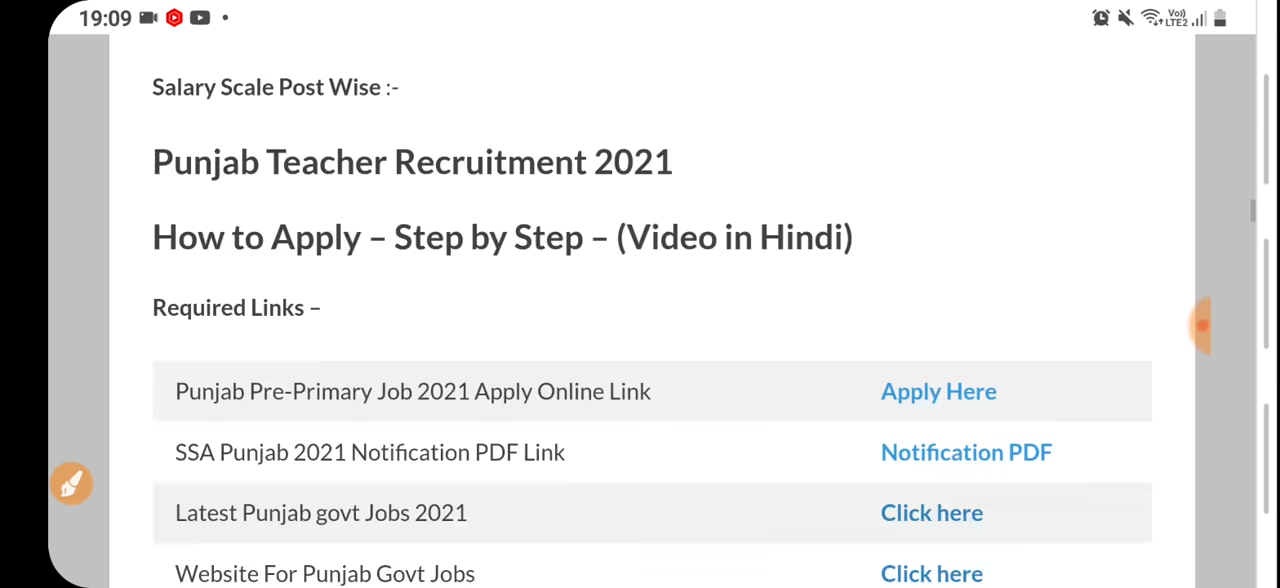 19:09
Vo)) LTE2
Salary Scale Post Wise :-
Punjab Teacher Recruitment 2021
How to Apply – Step by Step – (Video in Hindi)
Required Links –
Punjab Pre-Primary Job 2021 Apply Online Link Apply Here
SSA Punjab 2021 Notification PDF Link Notification PDF
Latest Punjab govt Jobs 2021 Click here
Website For Punjab Govt Jobs Click here